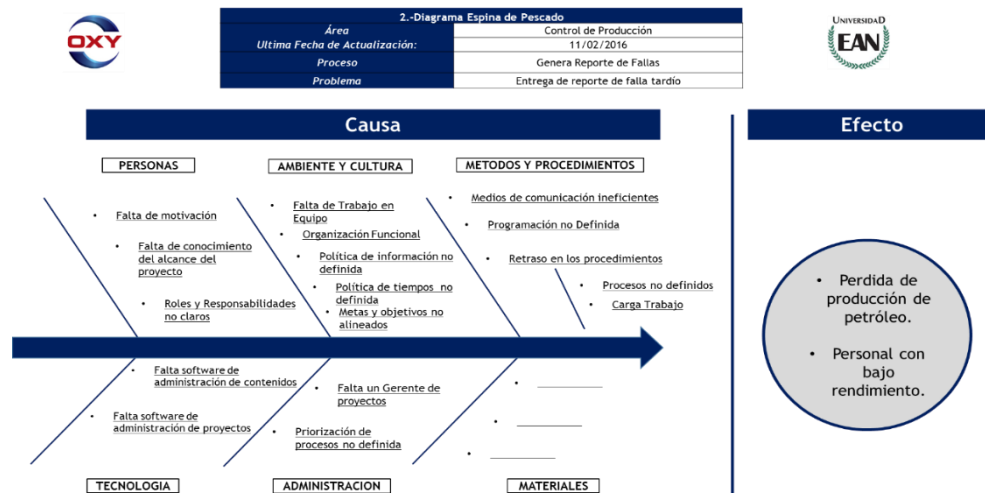 OXY
2.-Diagrama Espina de Pescado
Área
Control de Producción
Ultima Fecha de Actualización:
11/02/2016
Proceso
Genera Reporte de Fallas
Problema
Entrega de reporte de falla tardío
UNIVERSIDAD
EAN
Causa
Efecto
PERSONAS
AMBIENTE Y CULTURA
METODOS Y PROCEDIMIENTOS
• Falta de motivación
• Falta de conocimiento
del alcance del
proyecto
• Roles y Responsabilidades
no claros
• Falta de Trabajo en
Equipo
• Organización Funcional
• Política de información no
definida
• Política de tiempos no
definida
• Metas y objetivos no
alineados
• Medios de comunicación ineficientes
• Programación no Definida
• Retraso en los procedimientos
• Procesos no definidos
• Carga Trabajo
• Perdida de
producción de
petróleo.
• Personal con
bajo
rendimiento.
• Falta software de
administración de contenidos
• Falta software de
administración de proyectos
• Falta un Gerente de
proyectos
• Priorización de
procesos no definida
TECNOLOGIA
ADMINISTRACION
MATERIALES